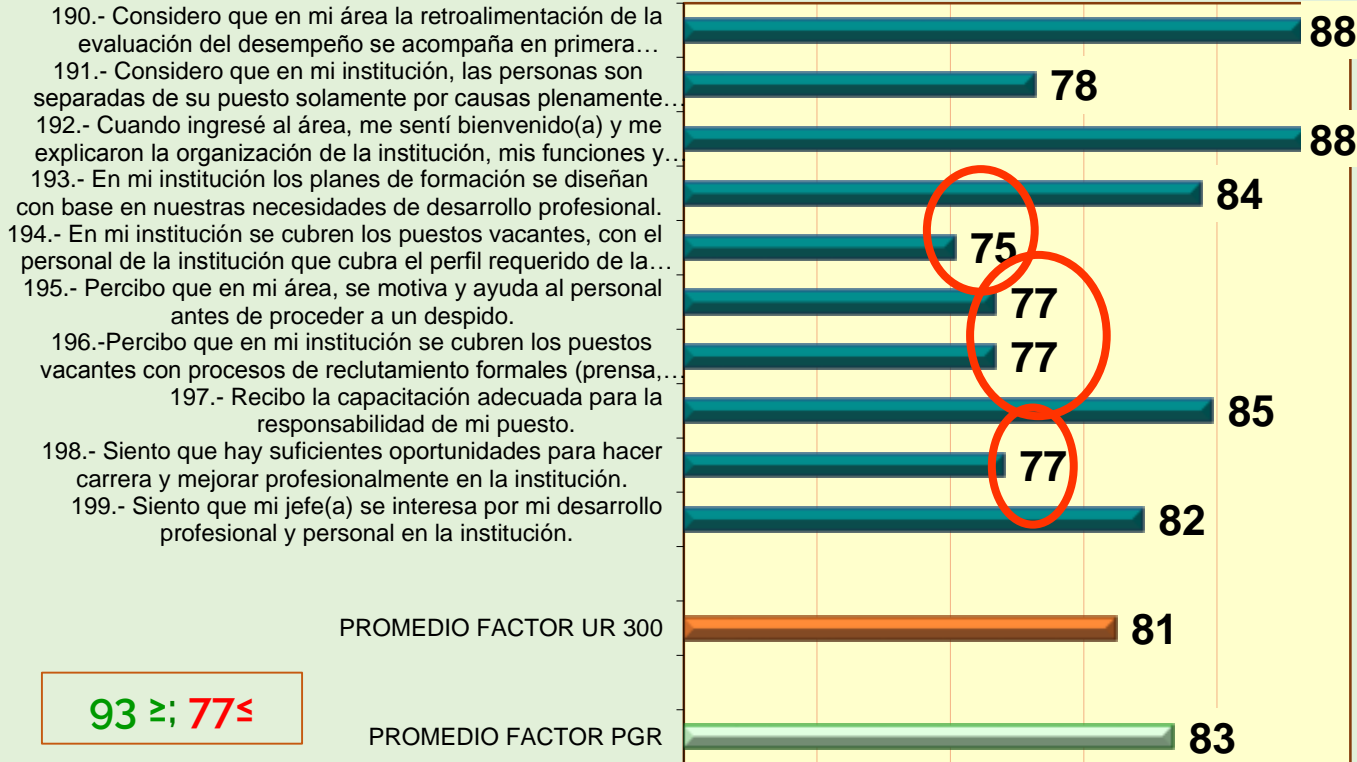 190.- Considero que en mi área la retroalimentación de la
evaluación del desempeño se acompaña en primera…
88
191.- Considero que en mi institución, las personas son
separadas de su puesto solamente por causas plenamente…
78
192.- Cuando ingresé al área, me sentí bienvenido(a) y me
explicaron la organización de la institución, mis funciones y…
88
193.- En mi institución los planes de formación se diseñan
con base en nuestras necesidades de desarrollo profesional.
84
194.- En mi institución se cubren los puestos vacantes, con el
personal de la institución que cubra el perfil requerido de la…
75
195.- Percibo que en mi área, se motiva y ayuda al personal
antes de proceder a un despido.
77
196.-Percibo que en mi institución se cubren los puestos
vacantes con procesos de reclutamiento formales (prensa,…
77
197.- Recibo la capacitación adecuada para la
responsabilidad de mi puesto.
85
198.- Siento que hay suficientes oportunidades para hacer
carrera y mejorar profesionalmente en la institución.
77
199.- Siento que mi jefe(a) se interesa por mi desarrollo
profesional y personal en la institución.
82
PROMEDIO FACTOR UR 300
81
93 ≥; 77≤
PROMEDIO FACTOR PGR
83